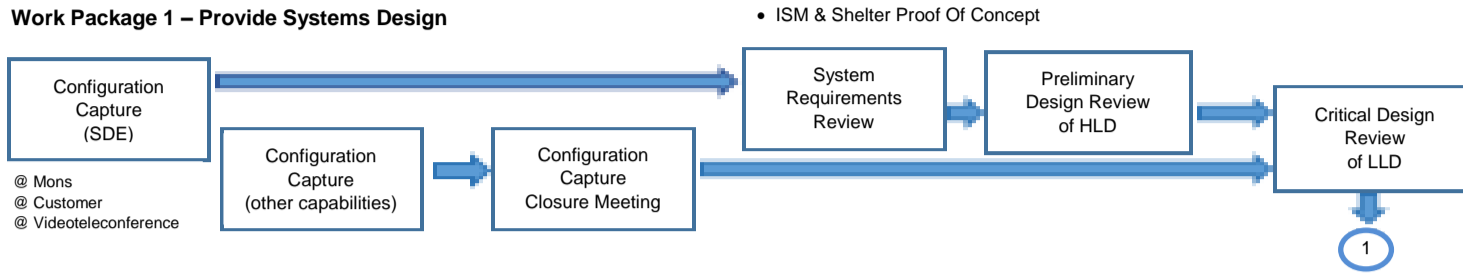 Work Package 1 – Provide Systems Design
• ISM & Shelter Proof Of Concept
Configuration
Capture
(SDE)
System
Requirements
Review
Preliminary
Design Review
of HLD
Critical Design
Review
of LLD
Configuration
Capture
(other capabilities)
Configuration
Capture
Closure Meeting
@ Mons
@ Customer
@ Videoteleconference
1